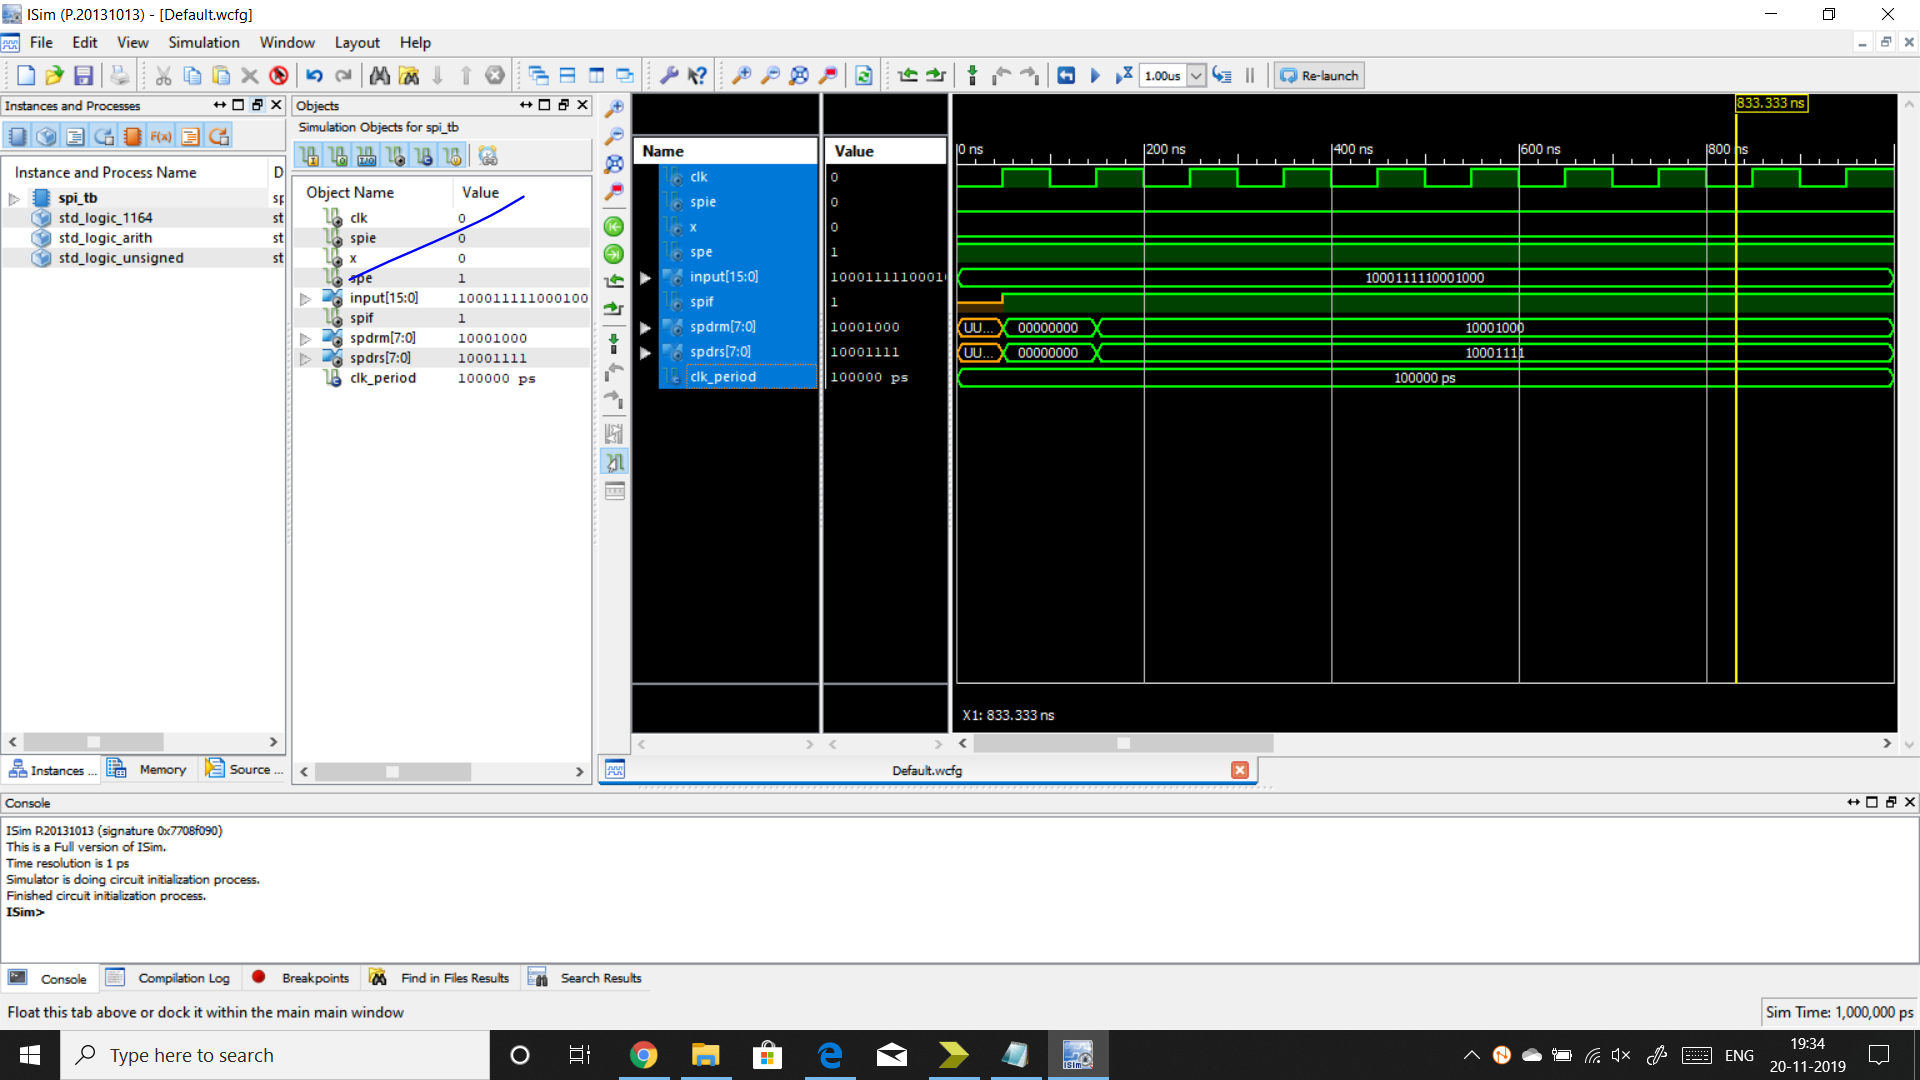 ISim (P.20131013) - [Default.wcfg]
File Edit View Simulation Window Layout Help
1.00us Re-launch
Instances and Processes
Objects
Simulation Objects for spi_tb
F(x)
Instance and Process Name D
spi_tb sp
std_logic_1164 st
std_logic_arith st
std_logic_unsigned st
Object Name Value
clk 0
spie 0
x 0
spe 1
input[15:0] 100011111000100
spif 1
spdrm[7:0] 10001000
spdrs[7:0] 10001111
clk_period 100000 ps
Name Value
clk 0
spie 0
x 0
spe 1
input[15:0] 1000111110001
spif 1
spdrm[7:0] 10001000
spdrs[7:0] 10001111
clk_period 100000 ps
833.333 ns
0 ns 200 ns 400 ns 600 ns 800 ns
1000111110001000
UU... 00000000 10001000
UU... 00000000 10001111
100000 ps
X1: 833.333 ns
Instances ... Memory Source ...
Default.wcfg
Console
ISim P.20131013 (signature 0x7708f090)
This is a Full version of ISim.
Time resolution is 1 ps
Simulator is doing circuit initialization process.
Finished circuit initialization process.
ISim>
Console Compilation Log Breakpoints Find in Files Results Search Results
Float this tab above or dock it within the main main window
Sim Time: 1,000,000 ps
Type here to search
ISim
ENG
19:34
20-11-2019